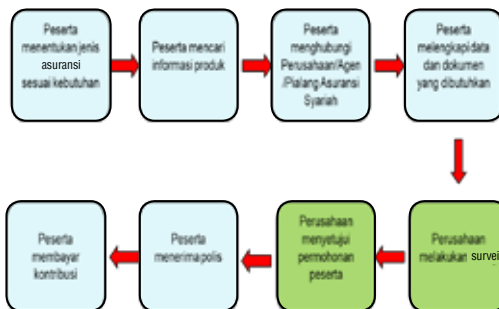 Peserta
menentukan jenis
asuransi
sesuai kebutuhan
Peserta mencari
informasi produk
Peserta
menghubungi
Perusahaan/Agen
/Pialang Asuransi
Syariah
Peserta
melengkapi data
dan dokumen
yang dibutuhkan
Perusahaan
melakukan survei
Perusahaan
menyetujui
permohonan
peserta
Peserta
menerima polis
Peserta
membayar
kontribusi